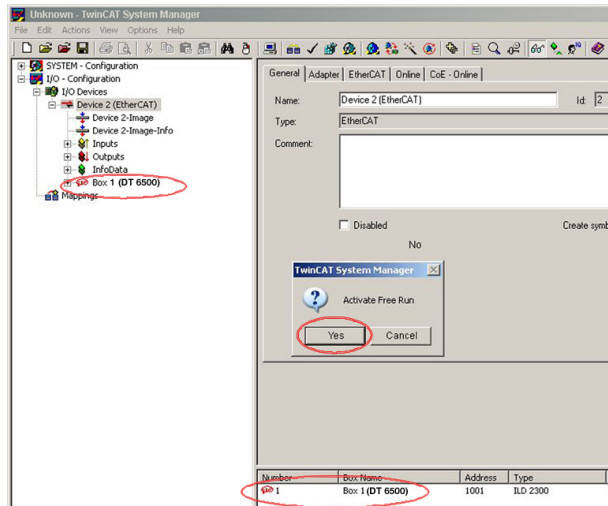 Unknown - TwinCAT System Manager
File Edit Actions View Options Help
SYSTEM - Configuration
I/O - Configuration
I/O Devices
Device 2 (EtherCAT)
Device 2-Image
Device 2-Image-Info
Inputs
Outputs
InfoData
Box 1 (DT 6500)
Mappings
General Adapter EtherCAT Online CoE - Online
Name: Device 2 (EtherCAT) Id: 2
Type: EtherCAT
Comment:
Disabled Create symb
No
TwinCAT System Manager
Activate Free Run
Yes Cancel
Number Box Name Address Type
1 Box 1 (DT 6500) 1001 ILD 2300